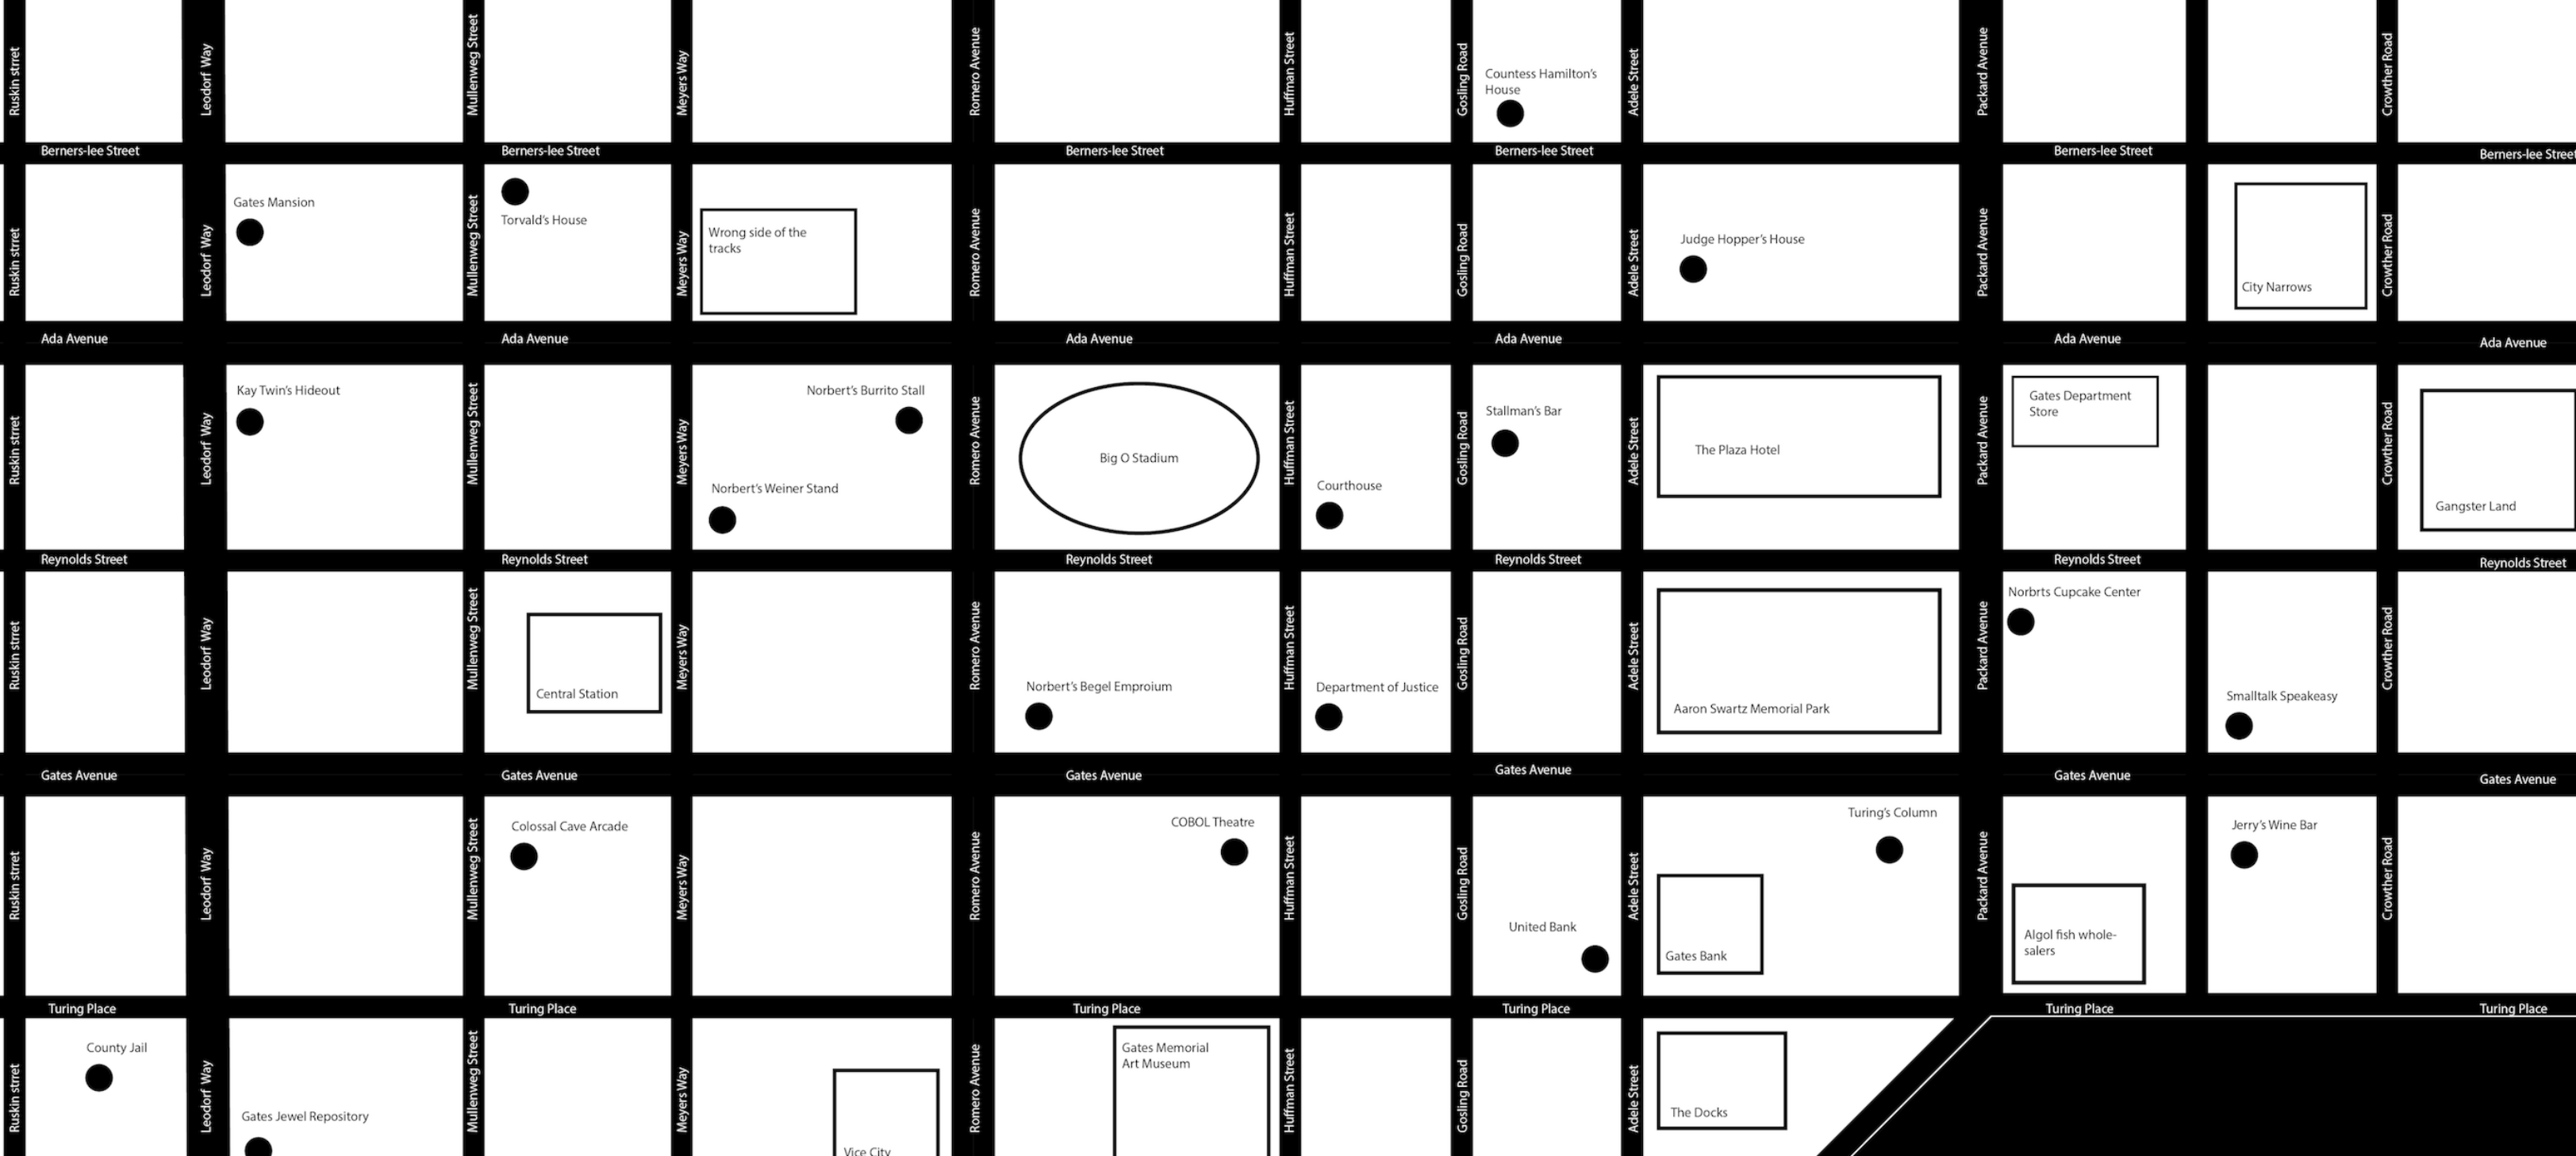 Ruskin strret
Leodorf Way
Mullenweg Street
Meyers Way
Romero Avenue
Huffman Street
Gosling Road
Countess Hamilton's
House
Adele Street
Packard Avenue
Crowther Road
Berners-lee Street
Berners-lee Street
Berners-lee Street
Berners-lee Street
Berners-lee Street
Berners-lee Street
Ruskin strret
Leodorf Way
Gates Mansion
Mullenweg Street
Torvald's House
Meyers Way
Wrong side of the
tracks
Romero Avenue
Huffman Street
Gosling Road
Adele Street
Judge Hopper's House
Packard Avenue
City Narrows
Crowther Road
Ada Avenue
Ada Avenue
Ada Avenue
Ada Avenue
Ada Avenue
Ada Avenue
Ruskin strret
Leodorf Way
Kay Twin's Hideout
Mullenweg Street
Meyers Way
Norbert's Burrito Stall
Norbert's Weiner Stand
Romero Avenue
Big O Stadium
Huffman Street
Courthouse
Gosling Road
Stallman's Bar
Adele Street
The Plaza Hotel
Packard Avenue
Gates Department
Store
Crowther Road
Gangster Land
Reynolds Street
Reynolds Street
Reynolds Street
Reynolds Street
Reynolds Street
Reynolds Street
Ruskin strret
Leodorf Way
Mullenweg Street
Central Station
Meyers Way
Romero Avenue
Norbert's Begel Emproium
Huffman Street
Department of Justice
Gosling Road
Adele Street
Aaron Swartz Memorial Park
Packard Avenue
Norbrts Cupcake Center
Smalltalk Speakeasy
Crowther Road
Gates Avenue
Gates Avenue
Gates Avenue
Gates Avenue
Gates Avenue
Gates Avenue
Ruskin strret
Leodorf Way
Mullenweg Street
Colossal Cave Arcade
Meyers Way
Romero Avenue
COBOL Theatre
Huffman Street
Gosling Road
United Bank
Adele Street
Gates Bank
Turing's Column
Packard Avenue
Algol fish whole-
salers
Jerry's Wine Bar
Crowther Road
Turing Place
Turing Place
Turing Place
Turing Place
Turing Place
Turing Place
Ruskin strret
County Jail
Leodorf Way
Gates Jewel Repository
Mullenweg Street
Meyers Way
Vice City
Romero Avenue
Gates Memorial
Art Museum
Huffman Street
Gosling Road
Adele Street
The Docks